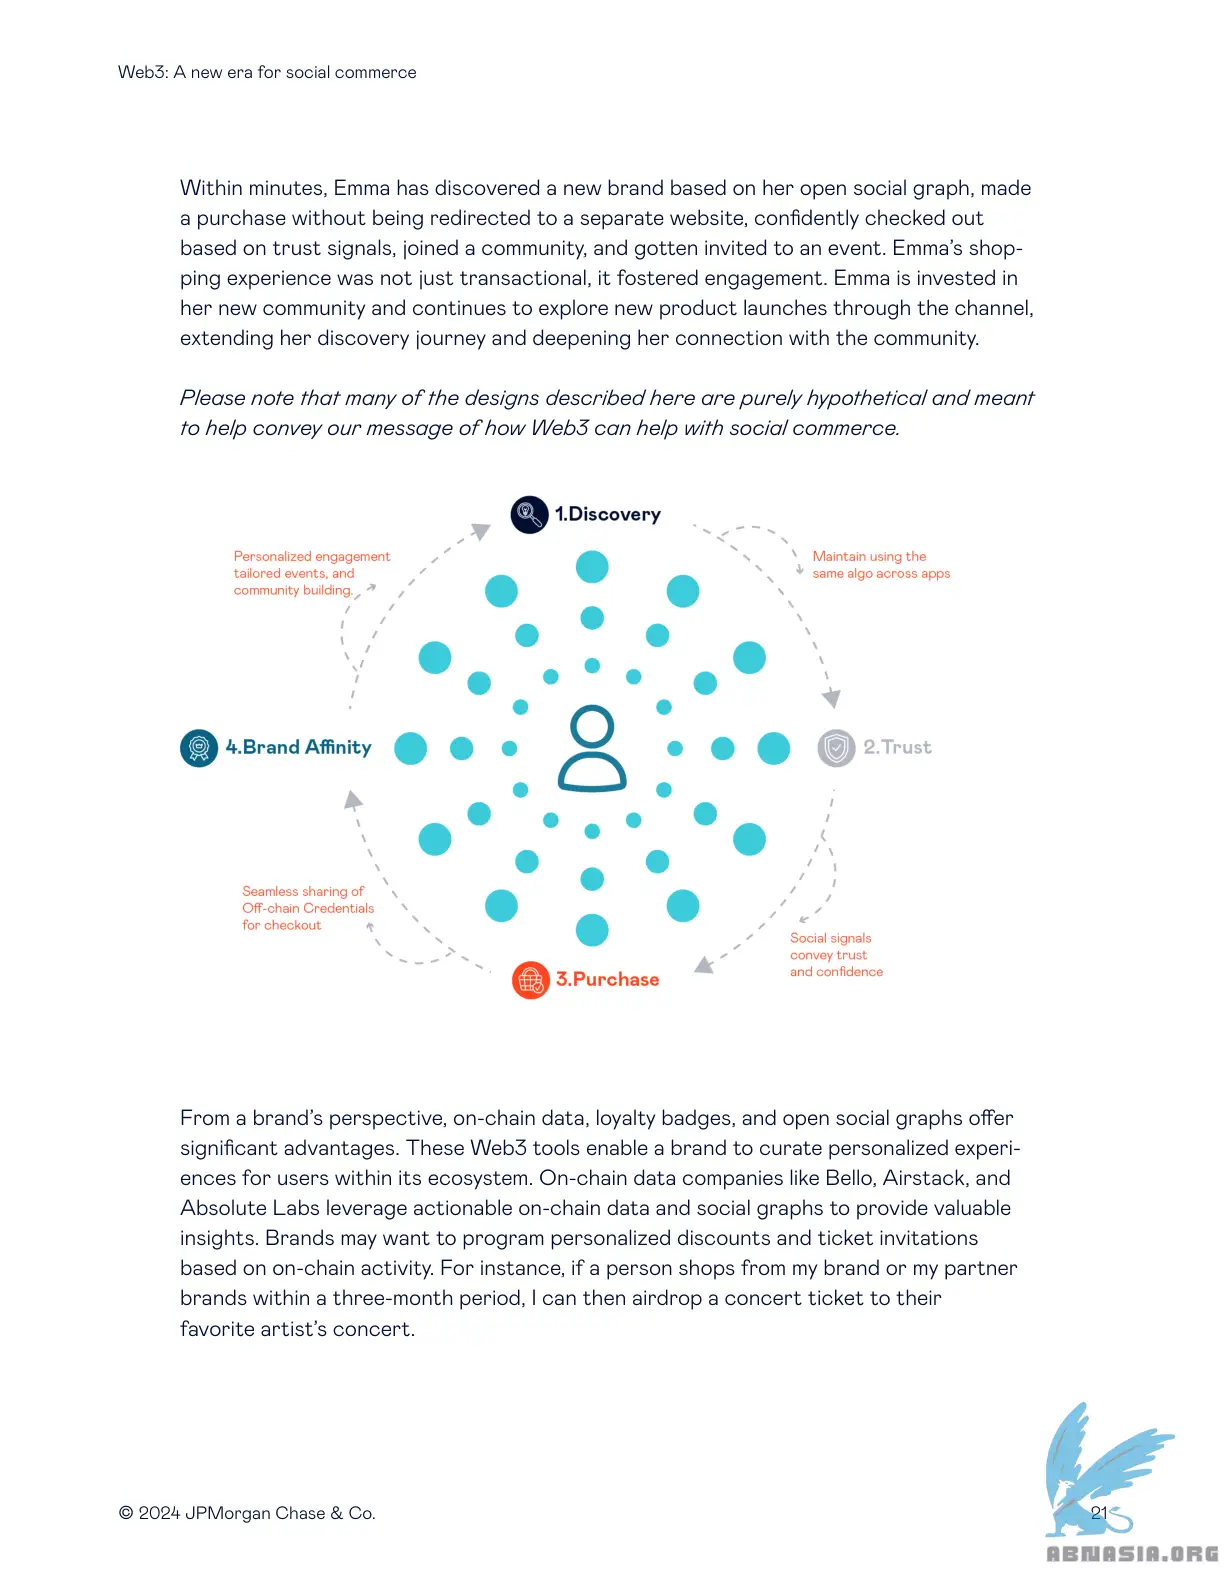 Web3: A new era for social commerce
Within minutes, Emma has discovered a new brand based on her open social graph, made
a purchase without being redirected to a separate website, confidently checked out
based on trust signals, joined a community, and gotten invited to an event. Emma’s shop-
ping experience was not just transactional, it fostered engagement. Emma is invested in
her new community and continues to explore new product launches through the channel,
extending her discovery journey and deepening her connection with the community.
Please note that many of the designs described here are purely hypothetical and meant
to help convey our message of how Web3 can help with social commerce.
1.Discovery
Personalized engagement
tailored events, and
community building.
Maintain using the
same algo across apps
4.Brand Affinity
2.Trust
Seamless sharing of
Off-chain Credentials
for checkout
Social signals
convey trust
and confidence
3.Purchase
From a brand’s perspective, on-chain data, loyalty badges, and open social graphs offer
significant advantages. These Web3 tools enable a brand to curate personalized experi-
ences for users within its ecosystem. On-chain data companies like Bello, Airstack, and
Absolute Labs leverage actionable on-chain data and social graphs to provide valuable
insights. Brands may want to program personalized discounts and ticket invitations
based on on-chain activity. For instance, if a person shops from my brand or my partner
brands within a three-month period, I can then airdrop a concert ticket to their
favorite artist’s concert.
© 2024 JPMorgan Chase & Co.
21
ABNASIA.ORG